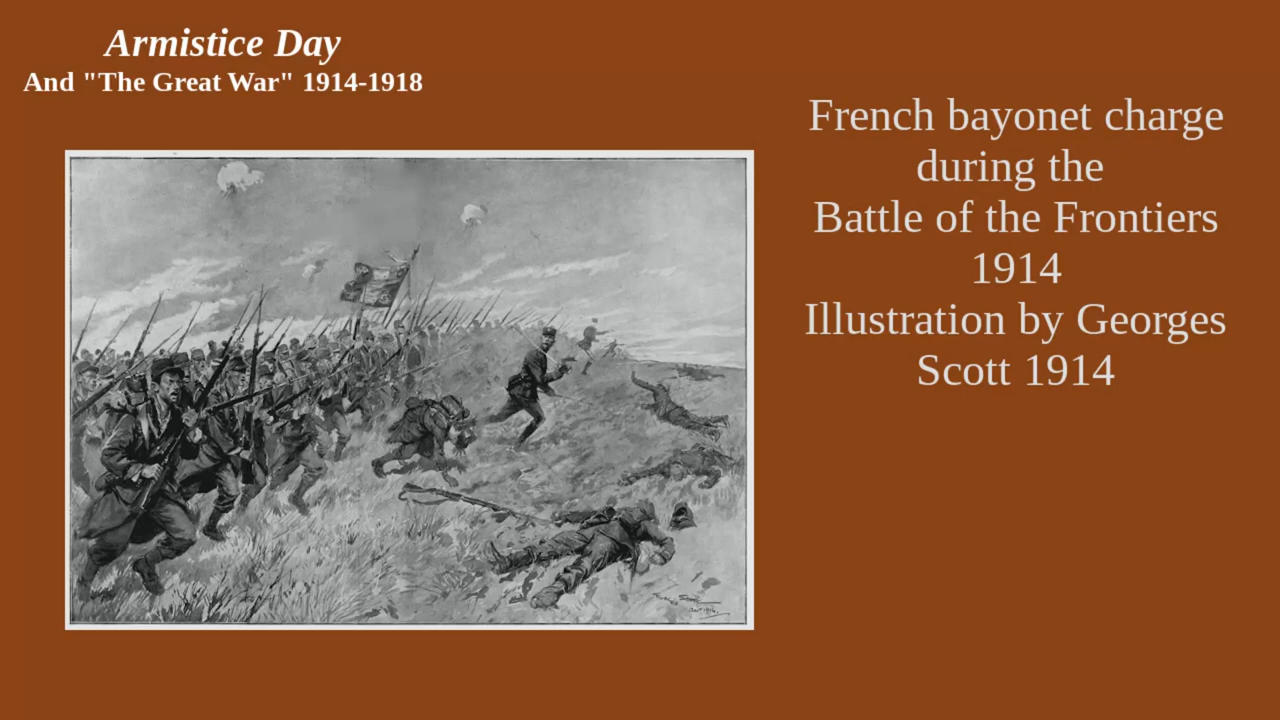 Armistice Day
And "The Great War" 1914-1918
French bayonet charge
during the
Battle of the Frontiers
1914
Illustration by Georges
Scott 1914